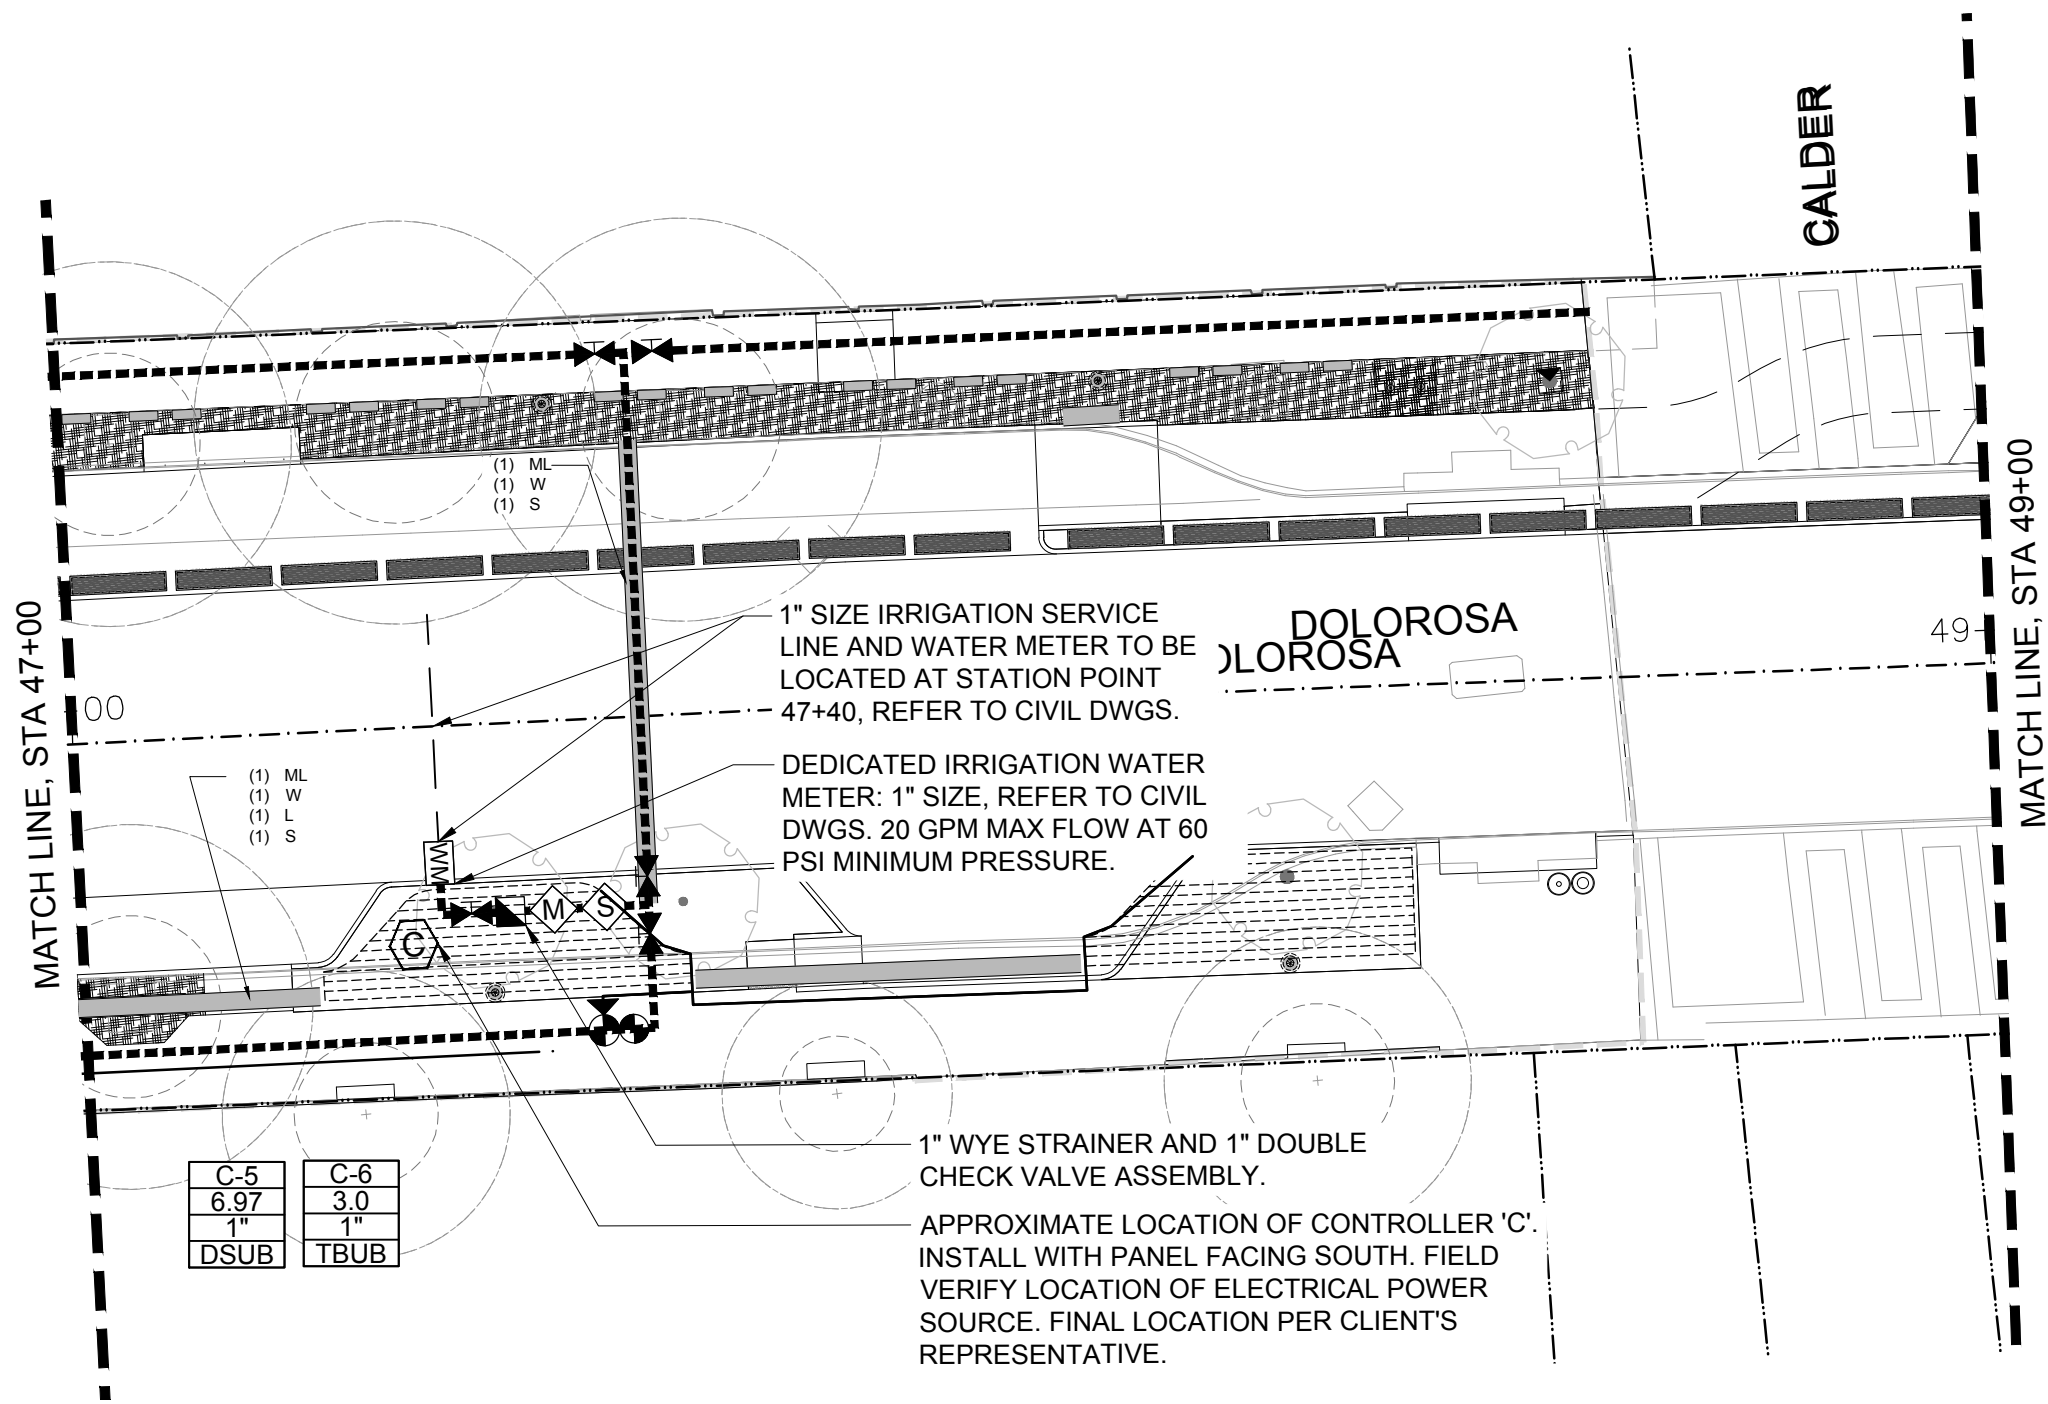 CALDER
MATCH LINE, STA 47+00
MATCH LINE, STA 49+00
(1) ML
(1) W
(1) S
1" SIZE IRRIGATION SERVICE
LINE AND WATER METER TO BE
LOCATED AT STATION POINT
47+40, REFER TO CIVIL DWGS.
DOLOROSA
OLOROSA
49
00
(1) ML
(1) W
(1) L
(1) S
DEDICATED IRRIGATION WATER
METER: 1" SIZE, REFER TO CIVIL
DWGS. 20 GPM MAX FLOW AT 60
PSI MINIMUM PRESSURE.
WM
M
S
C
1" WYE STRAINER AND 1" DOUBLE
CHECK VALVE ASSEMBLY.
C-5
6.97
1"
DSUB
C-6
3.0
1"
TBUB
APPROXIMATE LOCATION OF CONTROLLER 'C'.
INSTALL WITH PANEL FACING SOUTH. FIELD
VERIFY LOCATION OF ELECTRICAL POWER
SOURCE. FINAL LOCATION PER CLIENT'S
REPRESENTATIVE.